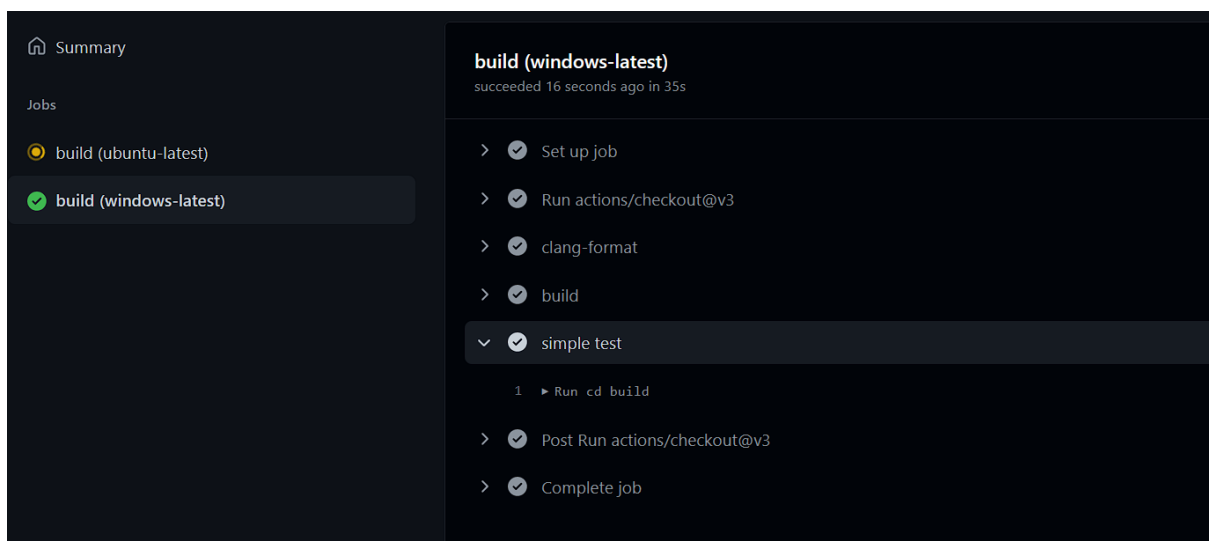 Summary
Jobs
build (ubuntu-latest)
build (windows-latest)
build (windows-latest)
succeeded 16 seconds ago in 35s
Set up job
Run actions/checkout@v3
clang-format
build
simple test
1 Run cd build
Post Run actions/checkout@v3
Complete job